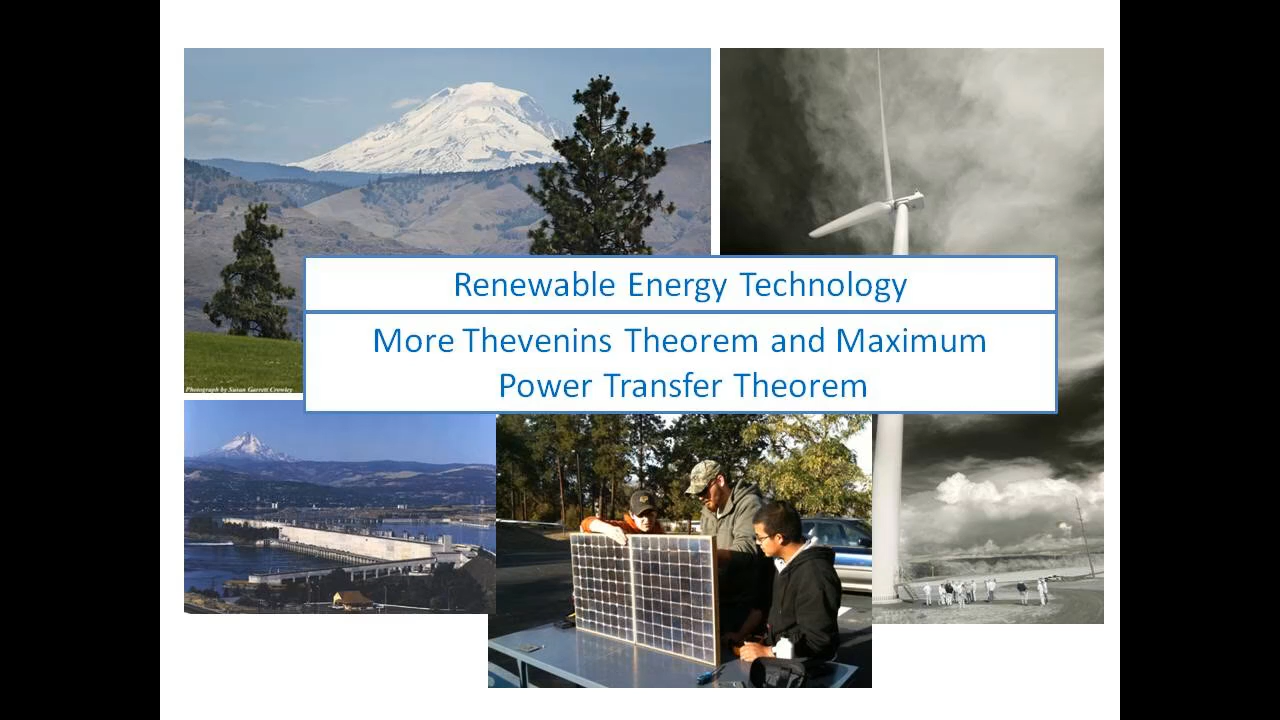 Renewable Energy Technology
More Thevenins Theorem and Maximum
Power Transfer Theorem
Photograph by Susan Garrett Crowley